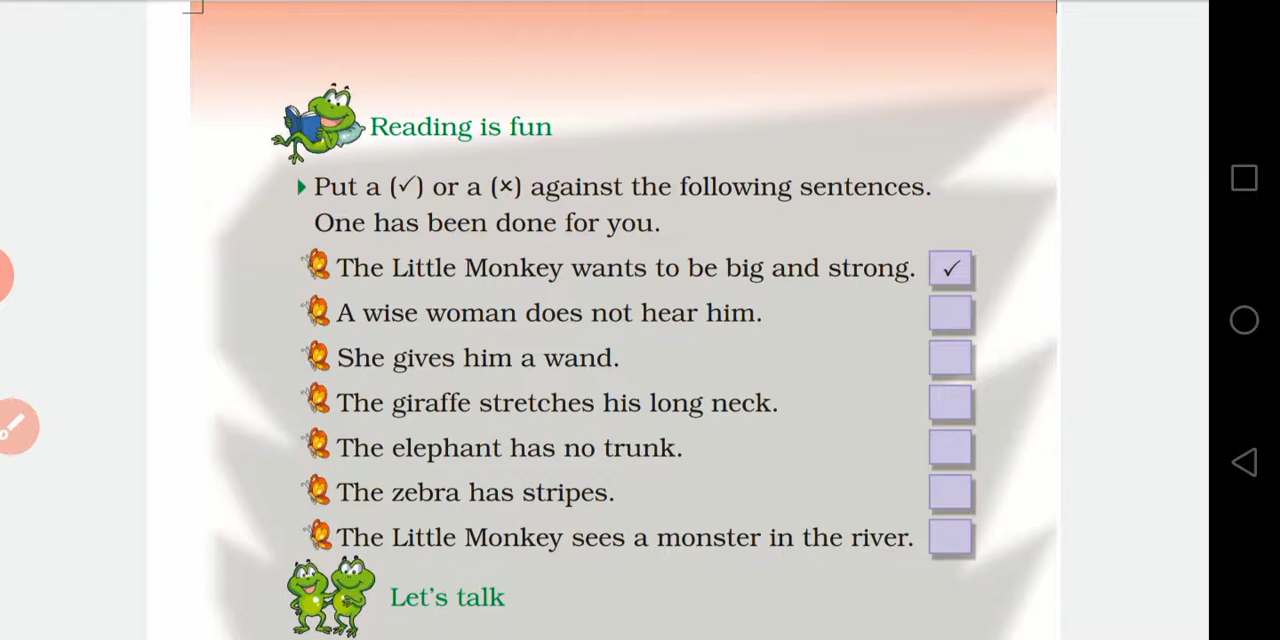 Reading is fun
Put a (✓) or a (×) against the following sentences.
One has been done for you.
The Little Monkey wants to be big and strong. ✓
A wise woman does not hear him.
She gives him a wand.
The giraffe stretches his long neck.
The elephant has no trunk.
The zebra has stripes.
The Little Monkey sees a monster in the river.
Let's talk